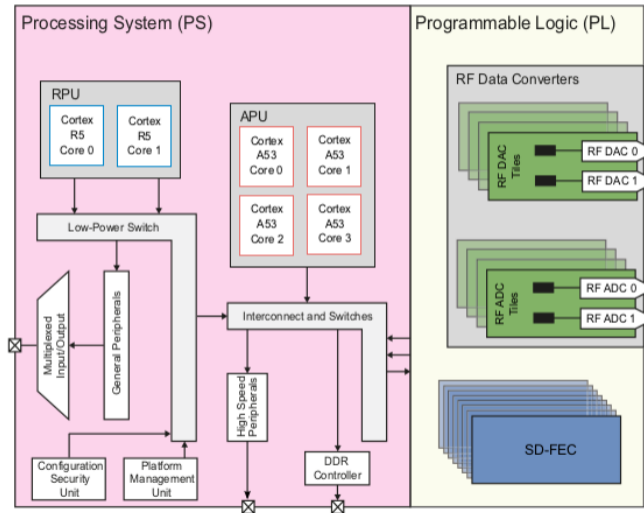 Processing System (PS)
Programmable Logic (PL)
RPU
Cortex
R5
Core 0
Cortex
R5
Core 1
APU
Cortex
A53
Core 0
Cortex
A53
Core 1
Cortex
A53
Core 2
Cortex
A53
Core 3
Low-Power Switch
Multiplexed
Input/Output
General Peripherals
Interconnect and Switches
High Speed
Peripherals
DDR
Controller
Configuration
Security
Unit
Platform
Management
Unit
RF Data Converters
RF DAC
Tiles
RF DAC 0
RF DAC 1
RF ADC
Tiles
RF ADC 0
RF ADC 1
SD-FEC